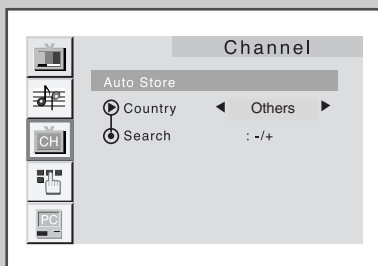 Channel
Auto Store
Country ◀ Others ▶
CH
Search : -/+
PC